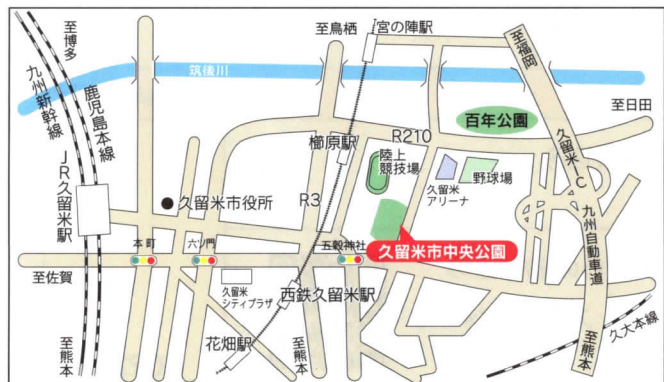 至鳥栖
宮の陣駅
至博多
九州新幹線
鹿児島本線
筑後川
至福岡
至日田
百年公園
R210
櫛原駅
陸上
競技場
久留米
アリーナ
野球場
久留米IC
JR久留米駅
久留米市役所
R3
本町
六ツ門
五穀神社
久留米市中央公園
九州自動車道
至佐賀
久留米
シティプラザ
西鉄久留米駅
花畑駅
至熊本
至熊本
至熊本
久大本線